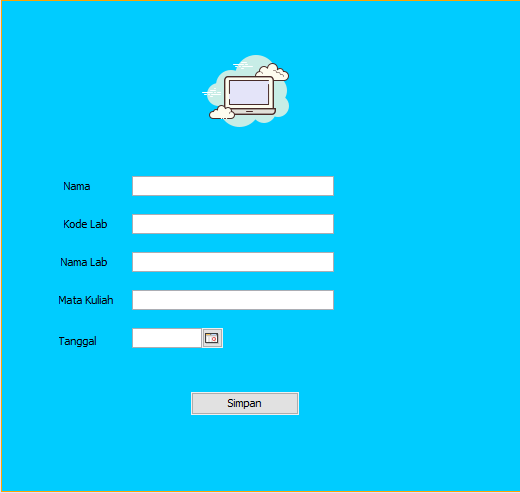 Nama
Kode Lab
Nama Lab
Mata Kuliah
Tanggal
Simpan